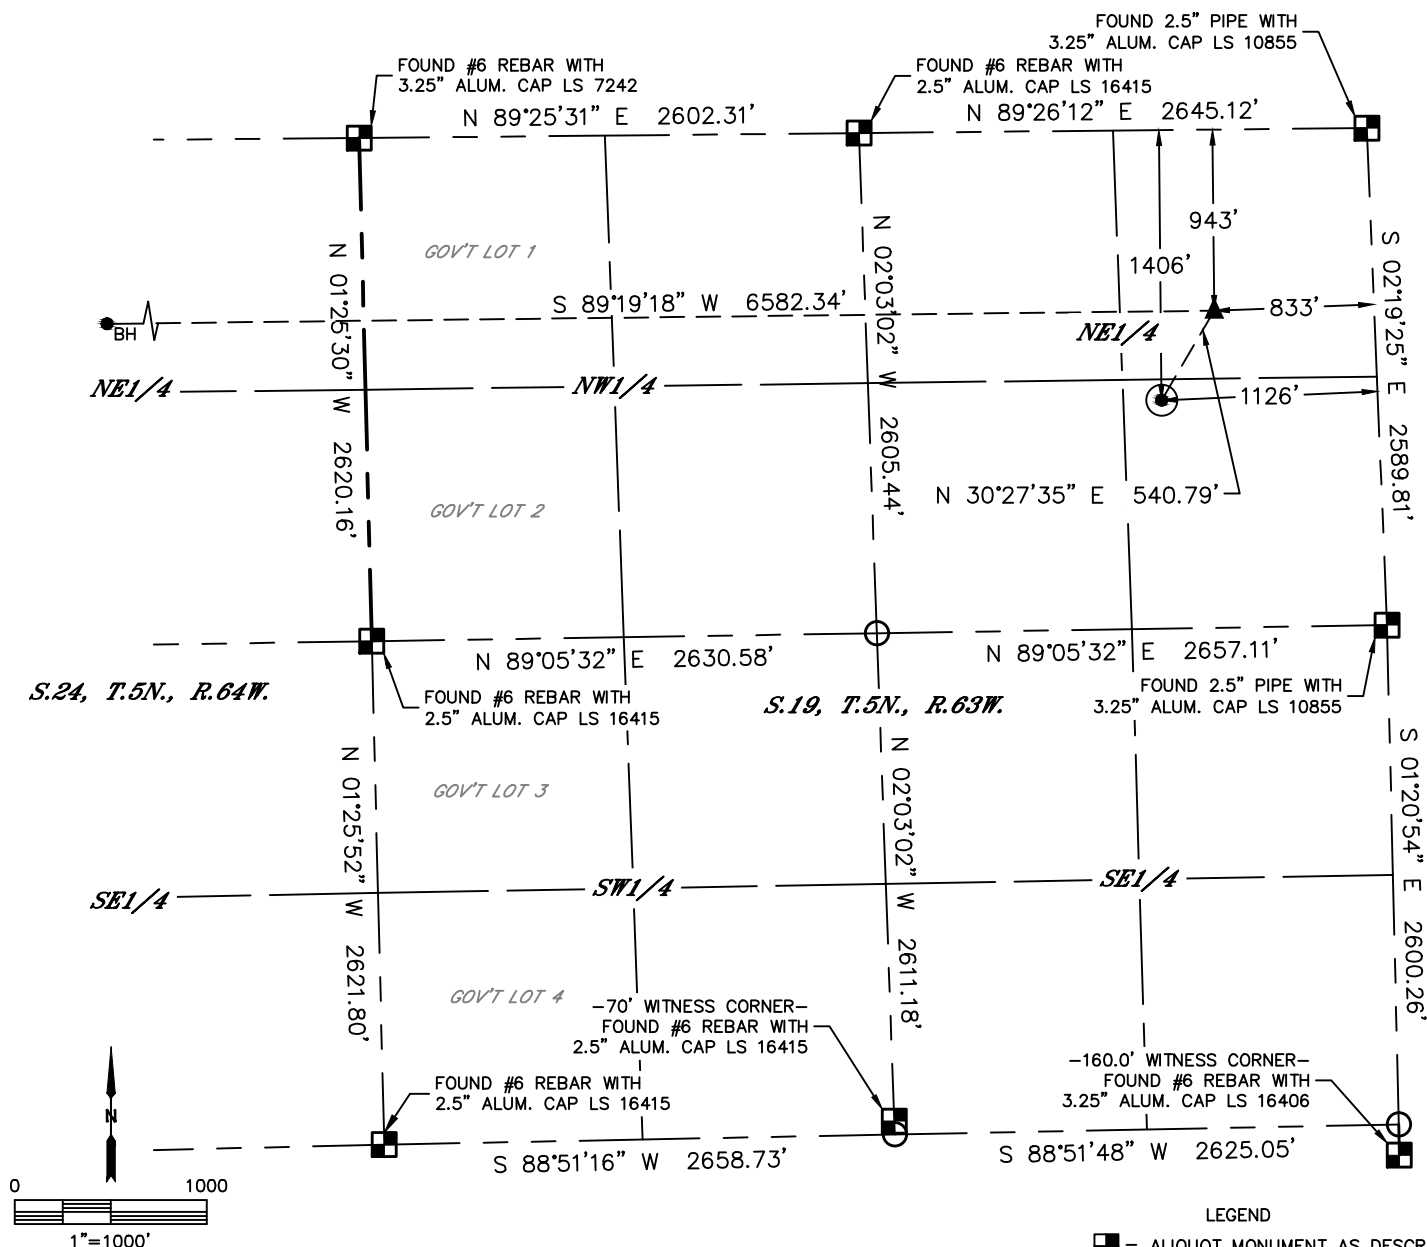 FOUND 2.5" PIPE WITH
3.25" ALUM. CAP LS 10855
FOUND #6 REBAR WITH
3.25" ALUM. CAP LS 7242
FOUND #6 REBAR WITH
2.5" ALUM. CAP LS 16415
N 89°25'31" E 2602.31'
N 89°26'12" E 2645.12'
943'
1406'
GOV'T LOT 1
N 01°25'30" W 2620.16'
N 02°03'02" W 2605.44'
S 02°19'25" E 2589.81'
S 89°19'18" W 6582.34'
833'
BH
NE1/4
NE1/4
NW1/4
1126'
N 30°27'35" E 540.79'
GOV'T LOT 2
N 89°05'32" E 2630.58'
N 89°05'32" E 2657.11'
S.24, T.5N., R.64W.
FOUND #6 REBAR WITH
2.5" ALUM. CAP LS 16415
S.19, T.5N., R.63W.
FOUND 2.5" PIPE WITH
3.25" ALUM. CAP LS 10855
N 01°25'52" W 2621.80'
N 02°03'02" W 2611.18'
S 01°20'54" E 2600.26'
GOV'T LOT 3
SE1/4
SW1/4
SE1/4
GOV'T LOT 4
-70' WITNESS CORNER-
FOUND #6 REBAR WITH
2.5" ALUM. CAP LS 16415
-160.0' WITNESS CORNER-
FOUND #6 REBAR WITH
3.25" ALUM. CAP LS 16406
FOUND #6 REBAR WITH
2.5" ALUM. CAP LS 16415
N
S 88°51'16" W 2658.73'
S 88°51'48" W 2625.05'
0 1000
1"=1000'
LEGEND
- ALIQUOT MONUMENT AS